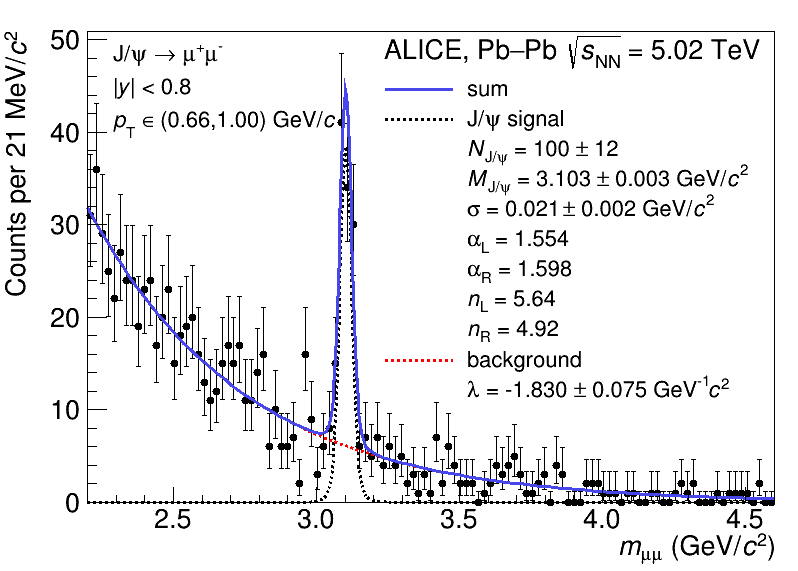 Counts per 21 MeV/c²
50
40
30
20
10
0
J/ψ → μ⁺μ⁻
|y| < 0.8
p_T ∈ (0.66,1.00) GeV/c
ALICE, Pb–Pb √s_NN = 5.02 TeV
sum
J/ψ signal
N_J/ψ = 100 ± 12
M_J/ψ = 3.103 ± 0.003 GeV/c²
σ = 0.021 ± 0.002 GeV/c²
α_L = 1.554
α_R = 1.598
n_L = 5.64
n_R = 4.92
background
λ = -1.830 ± 0.075 GeV⁻¹c²
2.5 3.0 3.5 4.0 4.5
m_μμ (GeV/c²)